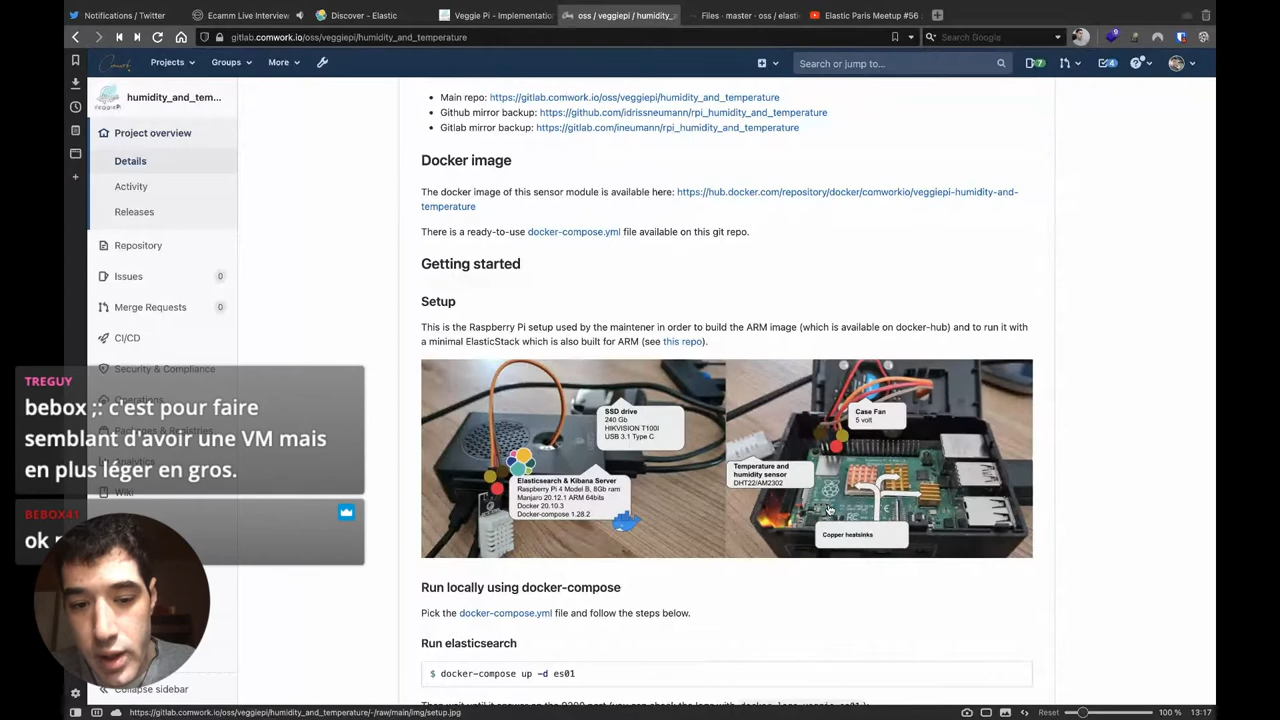 Notifications / Twitter
Ecamm Live Interview
Discover - Elastic
Veggie Pi - Implementatio
oss / veggiepi / humidity_and
Files · master · oss / elasti
Elastic Paris Meetup #56
gitlab.comwork.io/oss/veggiepi/humidity_and_temperature
Search Google
Projects
Groups
More
Search or jump to...
7
4
humidity_and_tem...
Project overview
Details
Activity
Releases
Repository
Issues 0
Merge Requests 0
CI/CD
Security & Compliance
Operations
Packages & Registries
Analytics
Wiki
Collapse sidebar
Main repo: https://gitlab.comwork.io/oss/veggiepi/humidity_and_temperature
Github mirror backup: https://github.com/idrissneumann/rpi_humidity_and_temperature
Gitlab mirror backup: https://gitlab.com/ineumann/rpi_humidity_and_temperature
Docker image
The docker image of this sensor module is available here: https://hub.docker.com/repository/docker/comworkio/veggiepi-humidity-and-
temperature
There is a ready-to-use docker-compose.yml file available on this git repo.
Getting started
Setup
This is the Raspberry Pi setup used by the maintener in order to build the ARM image (which is available on docker-hub) and to run it with
a minimal ElasticStack which is also built for ARM (see this repo).
SSD drive
240 Gb
HIKVISION T100I
USB 3.1 Type C
Elasticsearch & Kibana Server
Raspberry Pi 4 Model B, 8Gb ram
Manjaro 20.12.1 ARM 64bits
Docker 20.10.3
Docker-compose 1.28.2
Case Fan
5 volt
Temperature and
humidity sensor
DHT22/AM2302
Copper heatsinks
Run locally using docker-compose
Pick the docker-compose.yml file and follow the steps below.
Run elasticsearch
$ docker-compose up -d es01
TREGUY
bebox ;: c'est pour faire
semblant d'avoir une VM mais
en plus léger en gros.
BEBOX41
ok
https://gitlab.comwork.io/oss/veggiepi/humidity_and_temperature/-/raw/main/img/setup.jpg
Reset
100 %
13:17